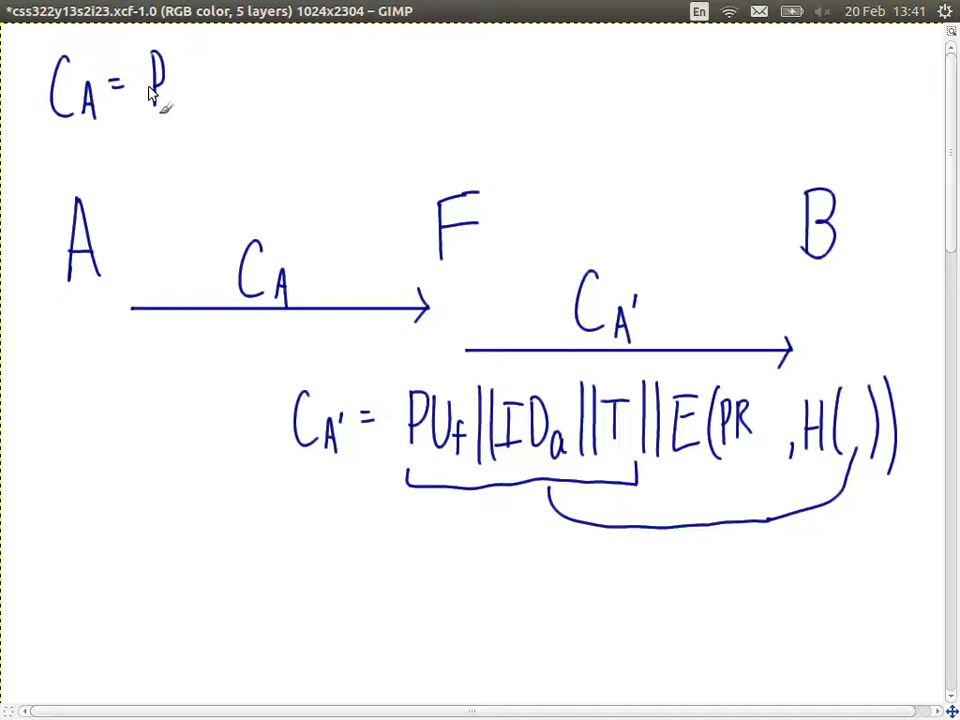 *css322y13s2i23.xcf-1.0 (RGB color, 5 layers) 1024x2304 – GIMP
En
20 Feb 13:41
CA = P
A
F
B
CA
CA'
CA' = PUf||IDa||T||E(PR ,H(,))